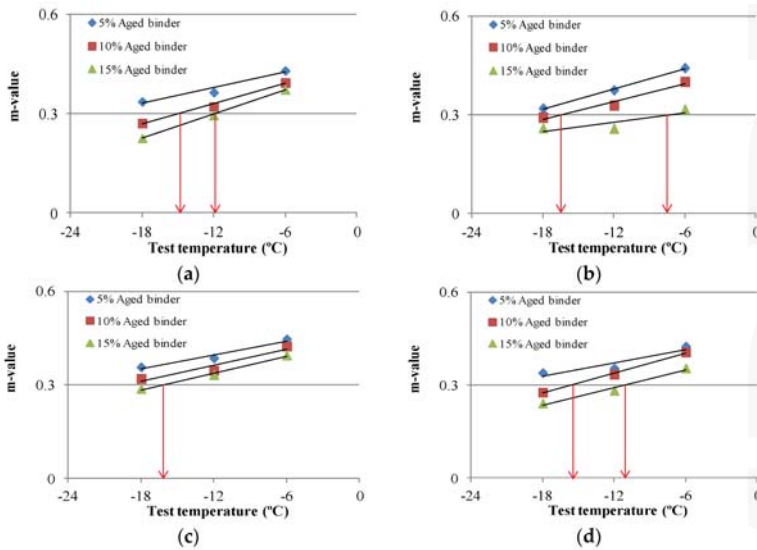 0.6
0.3
0
m-value
5% Aged binder
10% Aged binder
15% Aged binder
-24
-18
-12
-6
0
Test temperature (ºC)
(a)
0.6
0.3
0
m-value
5% Aged binder
10% Aged binder
15% Aged binder
-24
-18
-12
-6
0
Test temperature (ºC)
(b)
0.6
0.3
0
m-value
5% Aged binder
10% Aged binder
15% Aged binder
-24
-18
-12
-6
0
Test temperature (ºC)
(c)
0.6
0.3
0
m-value
5% Aged binder
10% Aged binder
15% Aged binder
-24
-18
-12
-6
0
Test temperature (ºC)
(d)